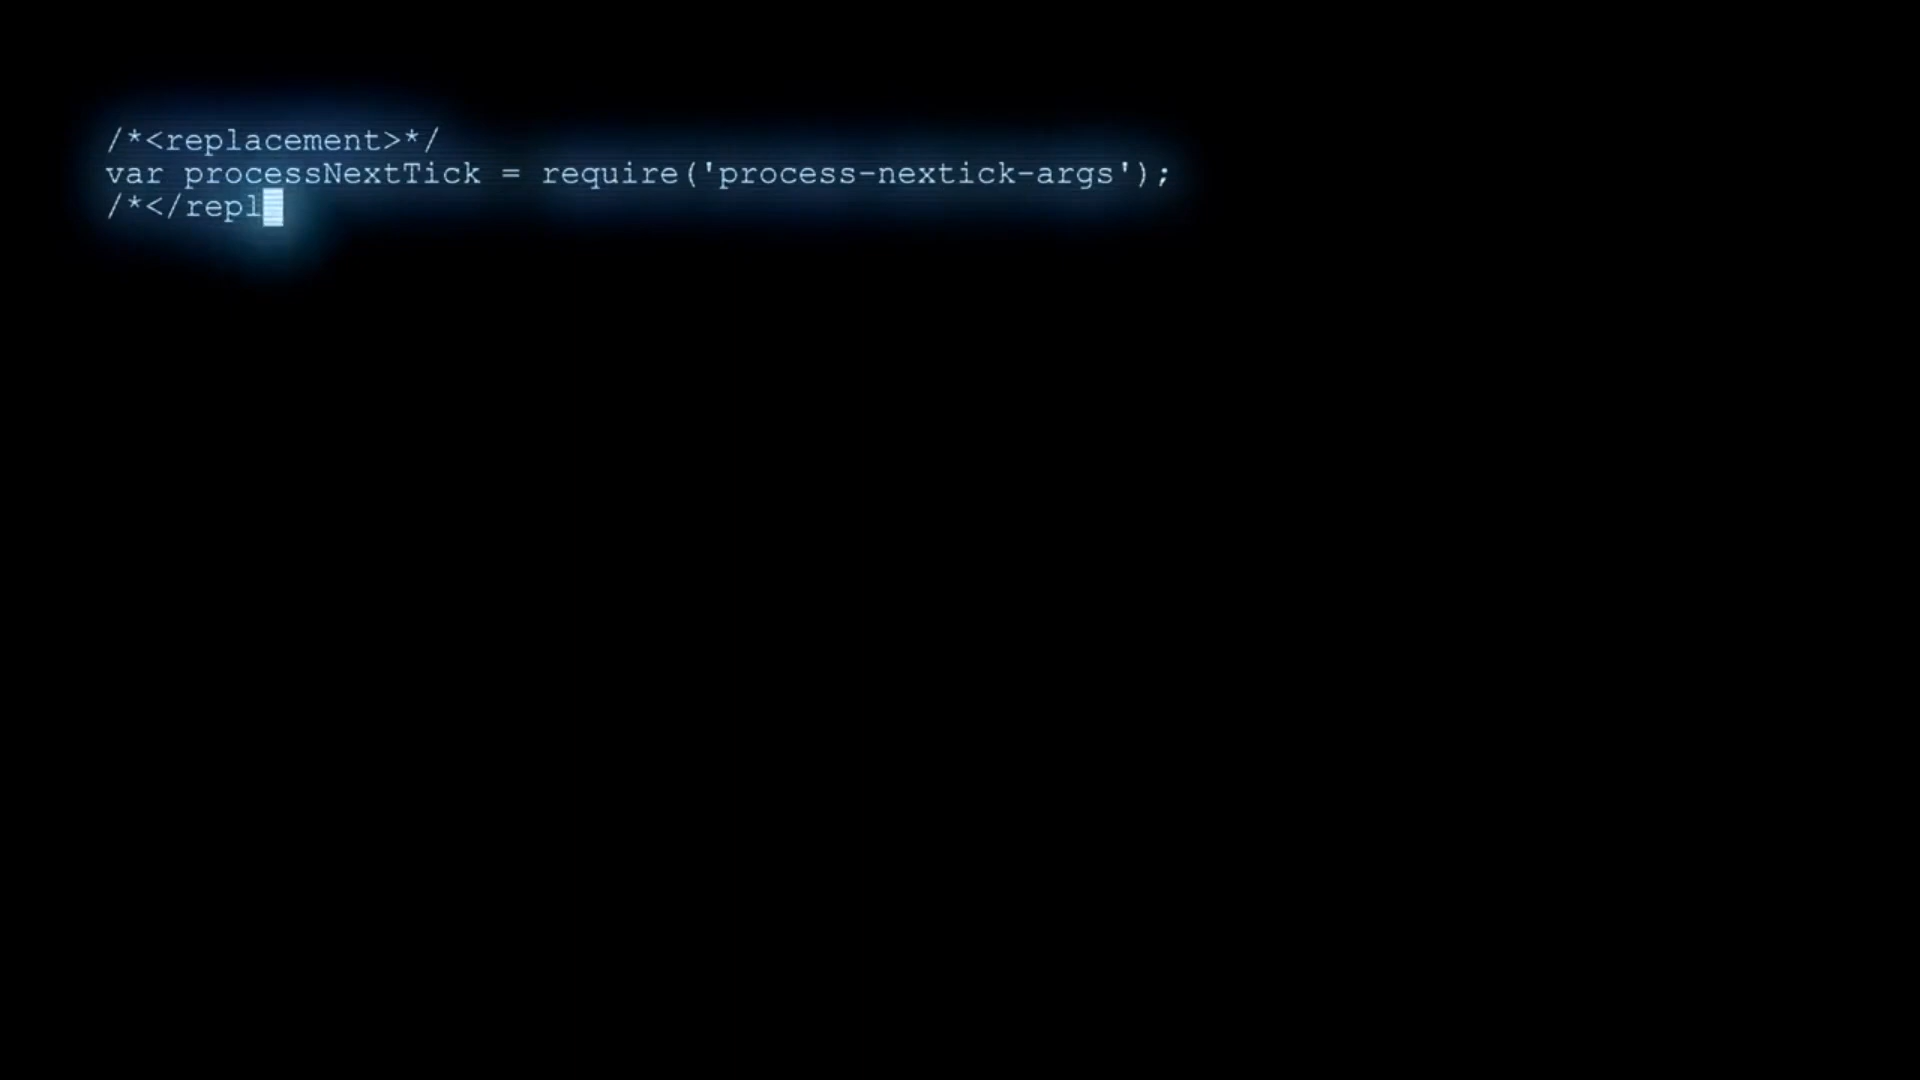 /*<replacement>*/
var processNextTick = require('process-nextick-args');
/*</repl